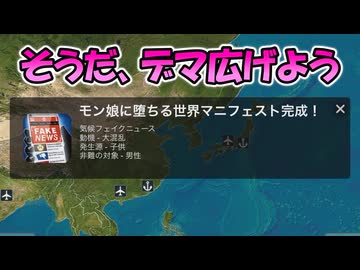 そうだ、デマ広げよう
モン娘に堕ちる世界マニフェスト完成！
FAKE NEWS
気候フェイクニュース
動機 - 大混乱
発生源 - 子供
非難の対象 - 男性